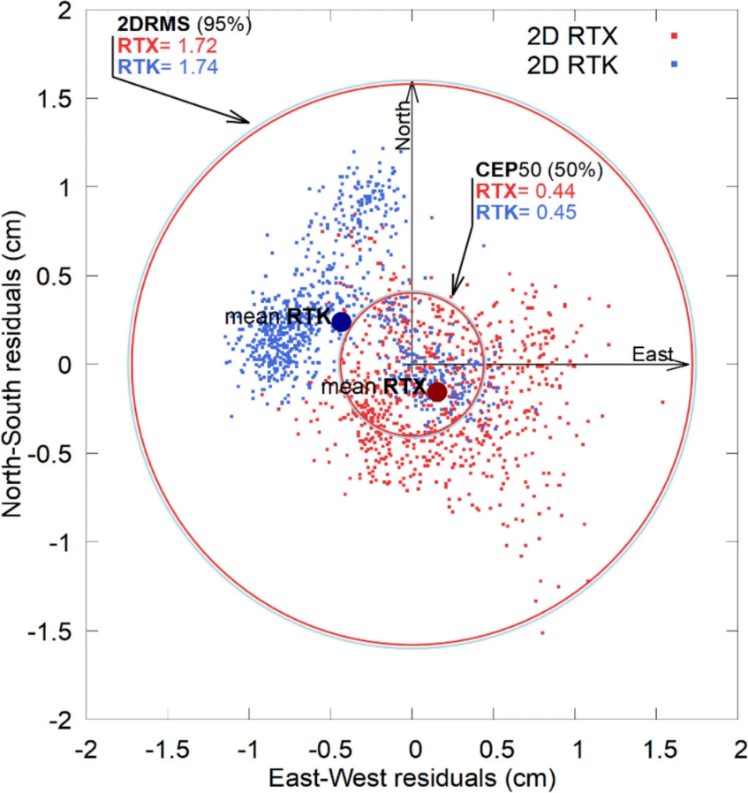 2DRMS (95%)
RTX= 1.72
RTK= 1.74
2D RTX
2D RTK
North
CEP50 (50%)
RTX= 0.44
RTK= 0.45
mean RTK
East
mean RTX
2
1.5
1
0.5
0
-0.5
-1
-1.5
-2
North-South residuals (cm)
-2 -1.5 -1 -0.5 0 0.5 1 1.5 2
East-West residuals (cm)